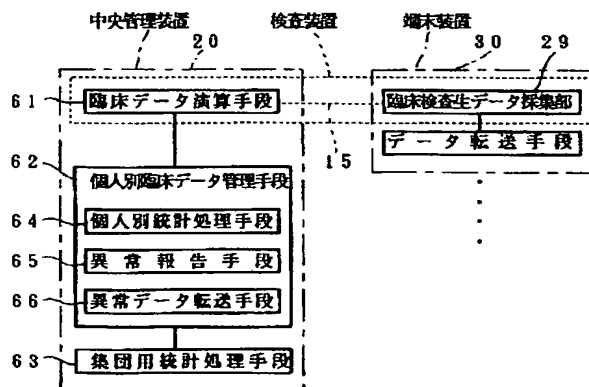 中央管理装置
検査装置
端末装置
20
30
29
61
臨床データ演算手段
臨床検査生データ採集部
データ転送手段
15
62
個人別臨床データ管理手段
64
個人別統計処理手段
65
異常報告手段
66
異常データ転送手段
63
集団用統計処理手段